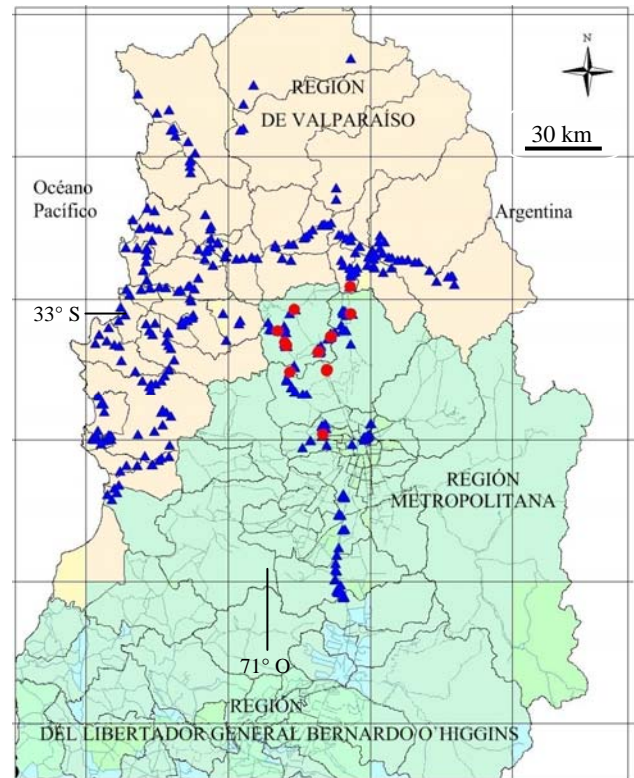 N
REGIÓN
DE VALPARAÍSO
30 km
Océano
Pacífico
Argentina
33° S
REGIÓN
METROPOLITANA
71° O
REGIÓN
DEL LIBERTADOR GENERAL BERNARDO O'HIGGINS